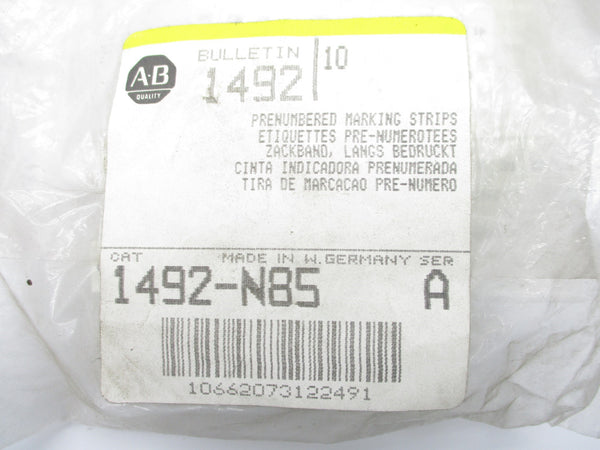 A-B
QUALITY
BULLETIN
1492
10
PRENUMBERED MARKING STRIPS
ETIQUETTES PRE-NUMEROTEES
ZACKBAND, LANGS BEDRUCKT
CINTA INDICADORA PRENUMERADA
TIRA DE MARCACAO PRE-NUMERO
CAT MADE IN W.GERMANY SER
1492-N85 A
10662073122491